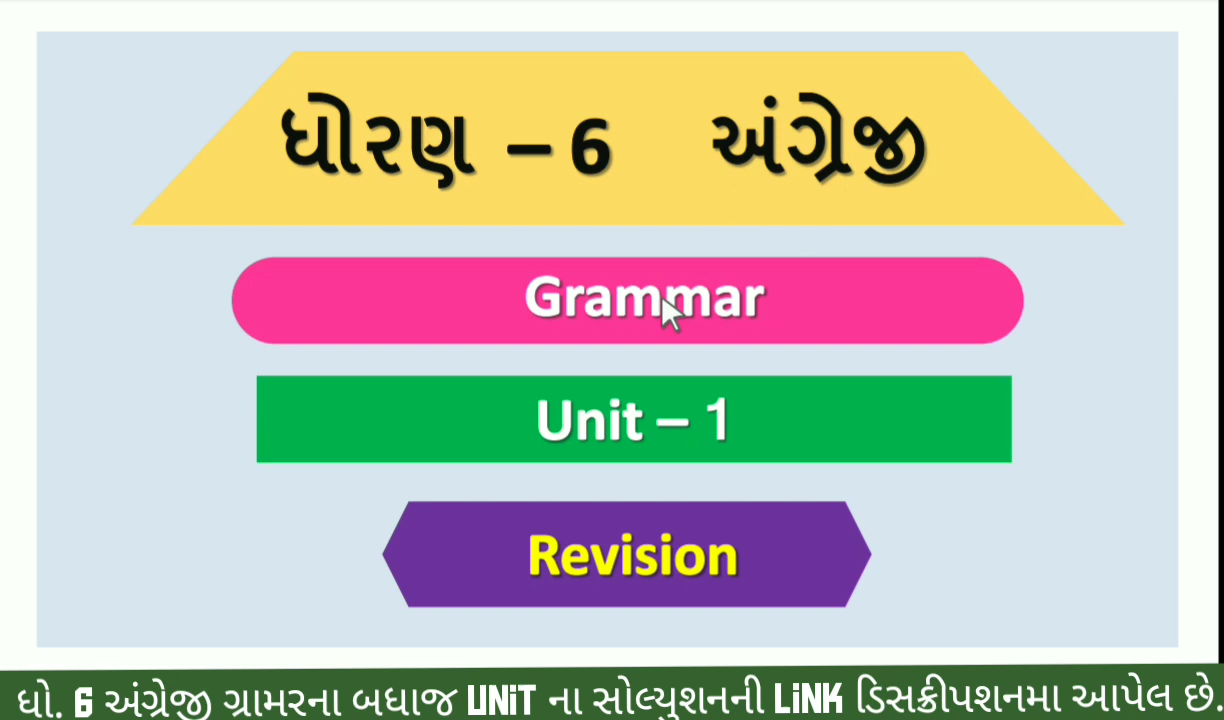 ધોરણ – 6 અંગ્રેજી
Grammar
Unit – 1
Revision
ધો. 6 અંગ્રેજી ગ્રામરના બધાજ UNiT ના સોલ્યુશનની LiNK ડિસક્રીપશનમા આપેલ છે.